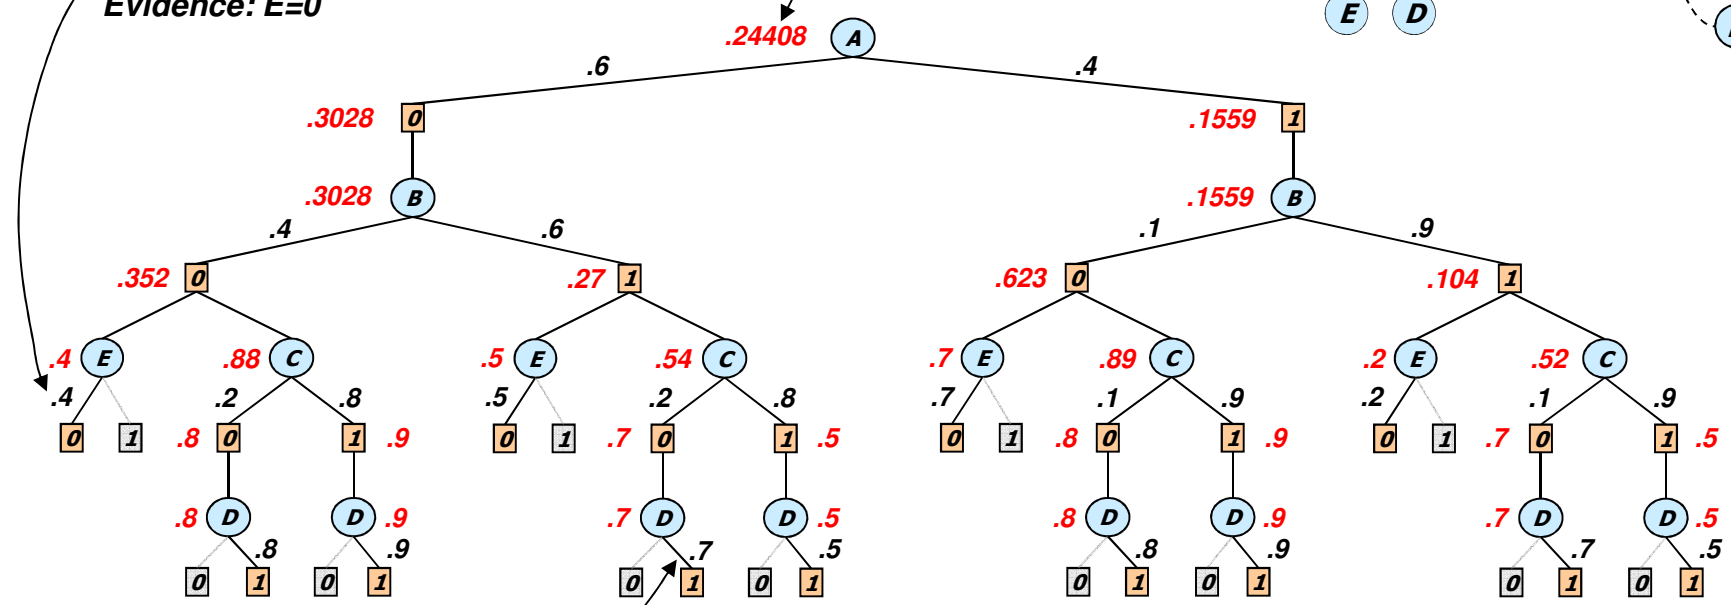 Evidence: E=0
E D
.24408 A
.6 .4
.3028 0 .1559 1
.3028 B .1559 B
.4 .6 .1 .9
.352 0 .27 1 .623 0 .104 1
.4 E .88 C .5 E .54 C .7 E .89 C .2 E .52 C
.4 .2 .8 .5 .2 .8 .7 .1 .9 .2 .1 .9
0 1 .8 0 1 .9 0 1 .7 0 1 .5 0 1 .8 0 1 .9 0 1 .7 0 1 .5
.8 D D .9 .7 D D .5 .8 D D .9 .7 D D .5
.8 .9 .7 .5 .8 .9 .7 .5
0 1 0 1 0 1 0 1 0 1 0 1 0 1 0 1